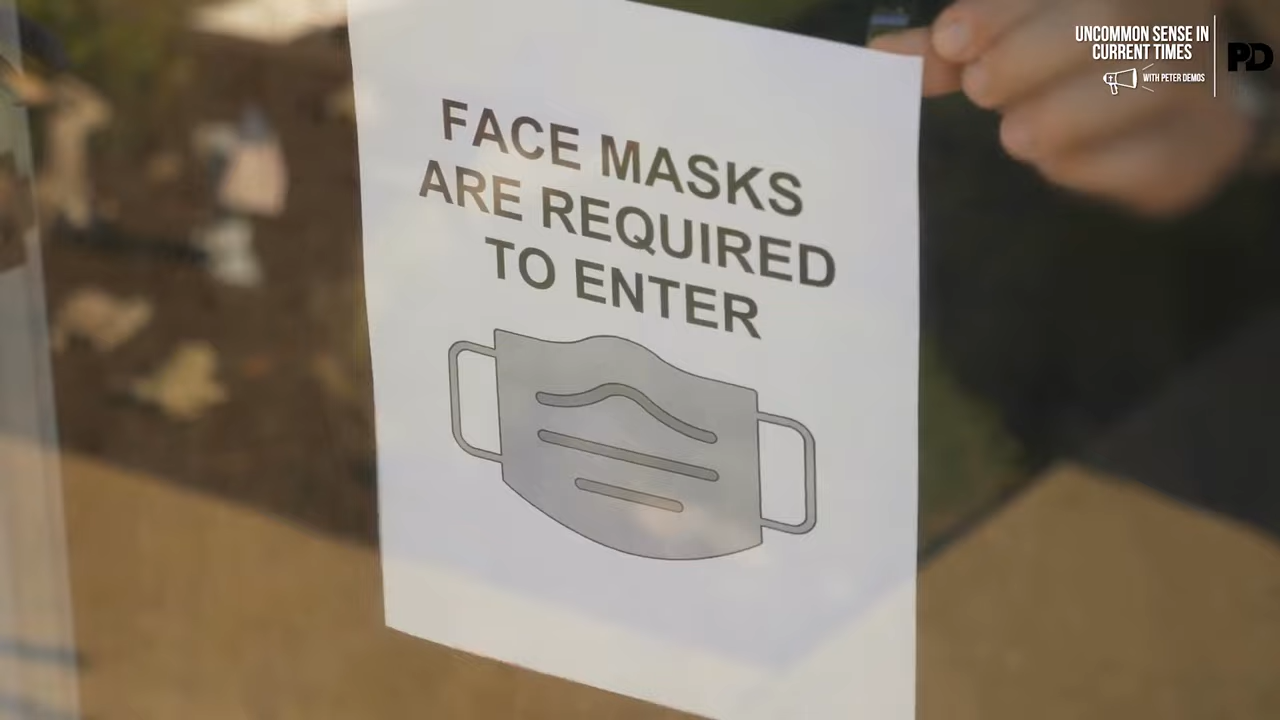 UNCOMMON SENSE IN
CURRENT TIMES
WITH PETER DEMOS
PD
FACE MASKS
ARE REQUIRED
TO ENTER